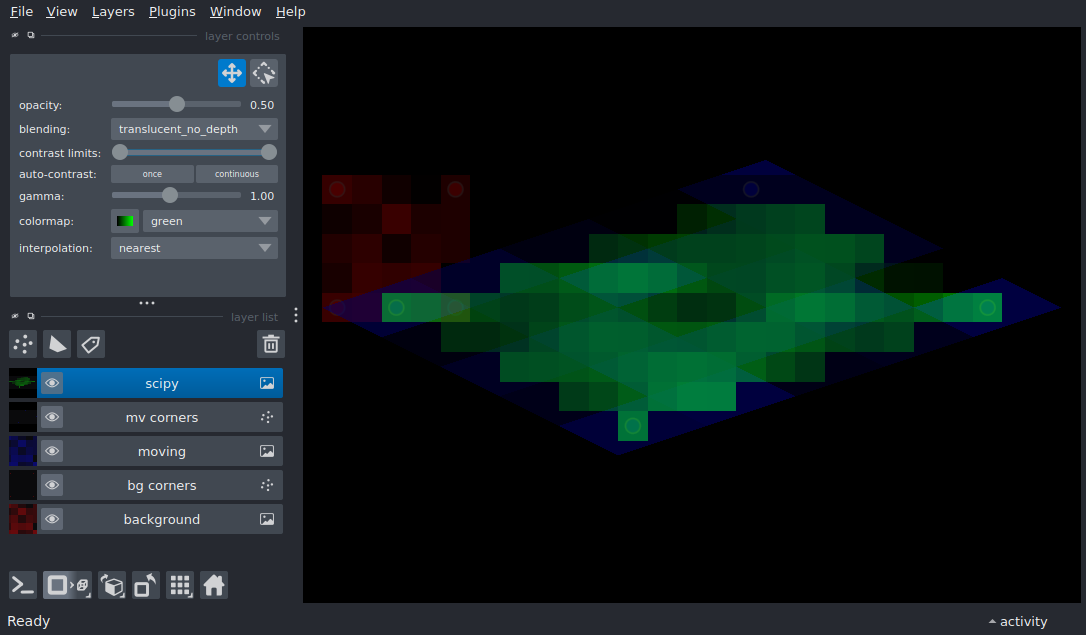 File View Layers Plugins Window Help
layer controls
opacity: 0.50
blending: translucent_no_depth
contrast limits:
auto-contrast: once continuous
gamma: 1.00
colormap: green
interpolation: nearest
layer list
scipy
mv corners
moving
bg corners
background
Ready
activity